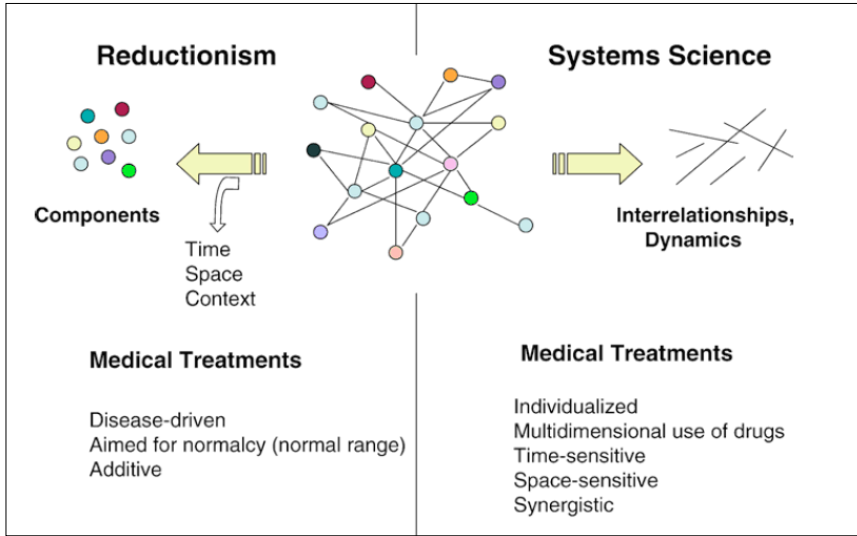 Reductionism
Components
Time
Space
Context
Medical Treatments
Disease-driven
Aimed for normalcy (normal range)
Additive
Systems Science
Interrelationships,
Dynamics
Medical Treatments
Individualized
Multidimensional use of drugs
Time-sensitive
Space-sensitive
Synergistic